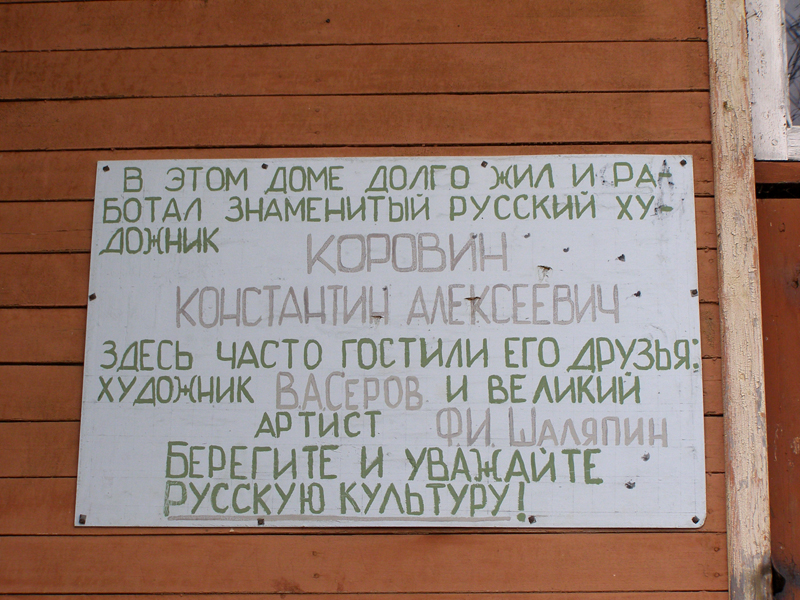 В ЭТОМ ДОМЕ ДОЛГО ЖИЛ И РА-
БОТАЛ ЗНАМЕНИТЫЙ РУССКИЙ ХУ-
ДОЖНИК
КОРОВИН
КОНСТАНТИН АЛЕКСЕЕВИЧ
ЗДЕСЬ ЧАСТО ГОСТИЛИ ЕГО ДРУЗЬЯ:
ХУДОЖНИК В.А.СЕРОВ И ВЕЛИКИЙ
АРТИСТ Ф.И. ШАЛЯПИН
БЕРЕГИТЕ И УВАЖАЙТЕ
РУССКУЮ КУЛЬТУРУ!